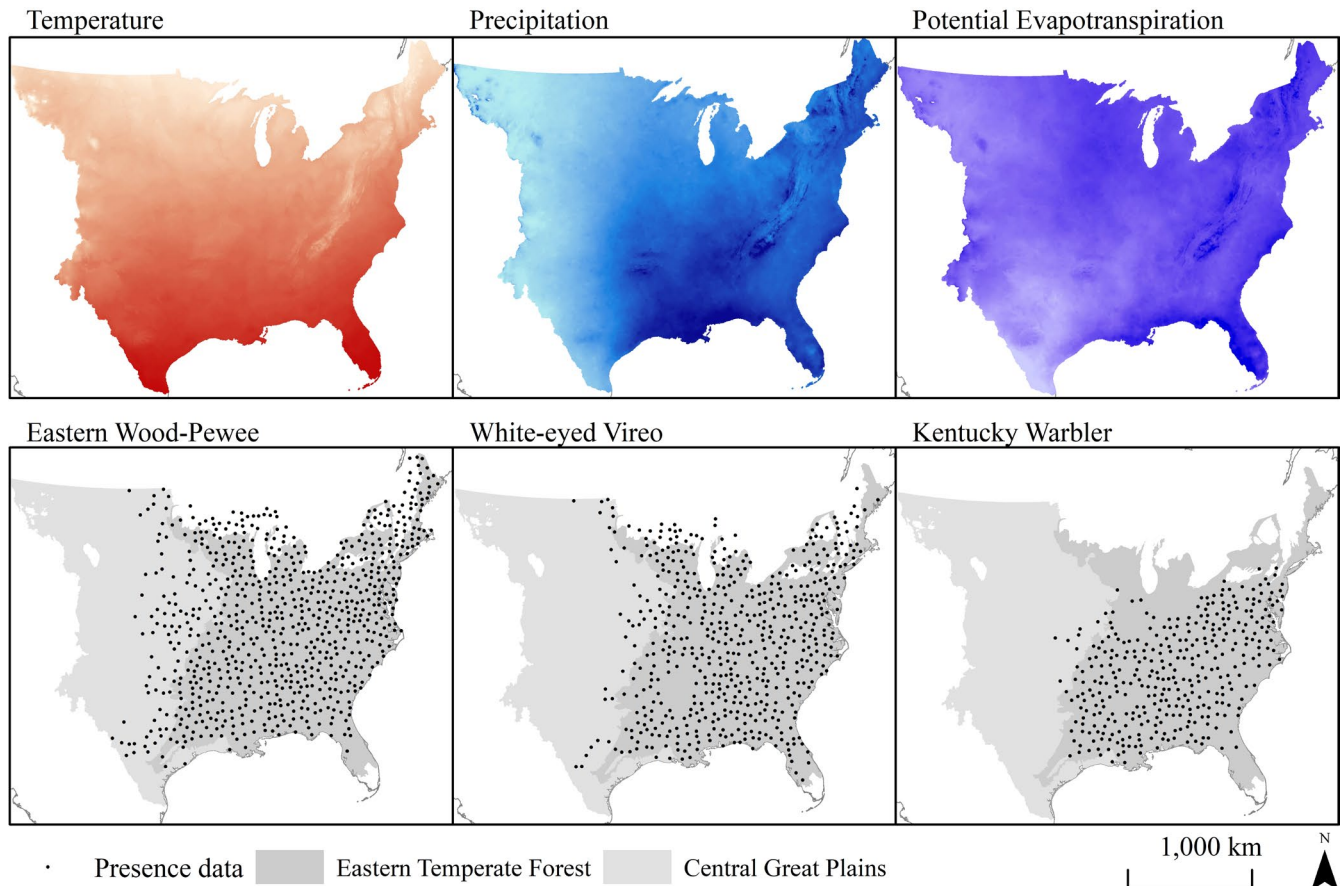 Temperature
Precipitation
Potential Evapotranspiration
Eastern Wood-Pewee
White-eyed Vireo
Kentucky Warbler
· Presence data
Eastern Temperate Forest
Central Great Plains
1,000 km
N